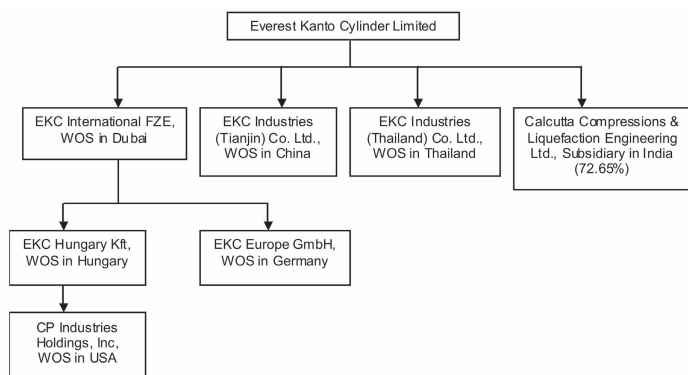 Everest Kanto Cylinder Limited
EKC International FZE,
WOS in Dubai
EKC Industries
(Tianjin) Co. Ltd.,
WOS in China
EKC Industries
(Thailand) Co. Ltd.,
WOS in Thailand
Calcutta Compressions &
Liquefaction Engineering
Ltd., Subsidiary in India
(72.65%)
EKC Hungary Kft,
WOS in Hungary
EKC Europe GmbH,
WOS in Germany
CP Industries
Holdings, Inc,
WOS in USA